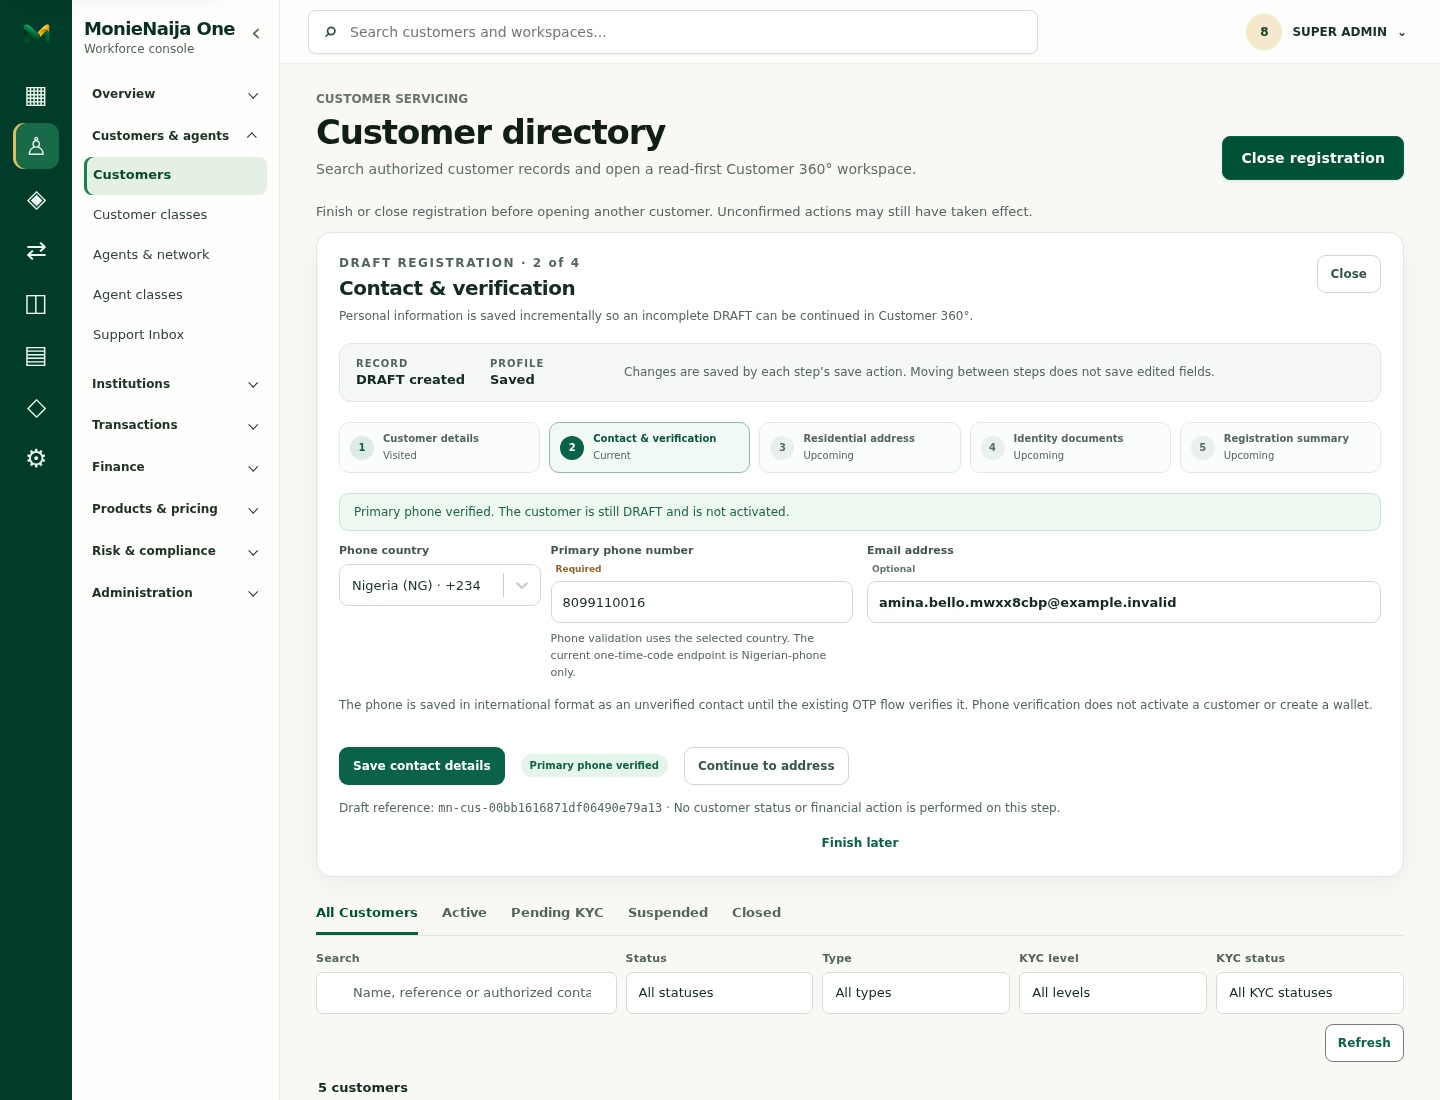 MonieNaija One
Workforce console
Search customers and workspaces...
8
SUPER ADMIN
Overview
Customers & agents
Customers
Customer classes
Agents & network
Agent classes
Support Inbox
Institutions
Transactions
Finance
Products & pricing
Risk & compliance
Administration
CUSTOMER SERVICING
Customer directory
Search authorized customer records and open a read-first Customer 360° workspace.
Close registration
Finish or close registration before opening another customer. Unconfirmed actions may still have taken effect.
DRAFT REGISTRATION · 2 of 4
Contact & verification
Close
Personal information is saved incrementally so an incomplete DRAFT can be continued in Customer 360°.
RECORD
DRAFT created
PROFILE
Saved
Changes are saved by each step’s save action. Moving between steps does not save edited fields.
1
Customer details
Visited
2
Contact & verification
Current
3
Residential address
Upcoming
4
Identity documents
Upcoming
5
Registration summary
Upcoming
Primary phone verified. The customer is still DRAFT and is not activated.
Phone country
Nigeria (NG) · +234
Primary phone number
Required
8099110016
Phone validation uses the selected country. The
current one-time-code endpoint is Nigerian-phone
only.
Email address
Optional
amina.bello.mwxx8cbp@example.invalid
The phone is saved in international format as an unverified contact until the existing OTP flow verifies it. Phone verification does not activate a customer or create a wallet.
Save contact details
Primary phone verified
Continue to address
Draft reference: mn-cus-00bb1616871df06490e79a13 · No customer status or financial action is performed on this step.
Finish later
All Customers
Active
Pending KYC
Suspended
Closed
Search
Name, reference or authorized conta
Status
All statuses
Type
All types
KYC level
All levels
KYC status
All KYC statuses
Refresh
5 customers